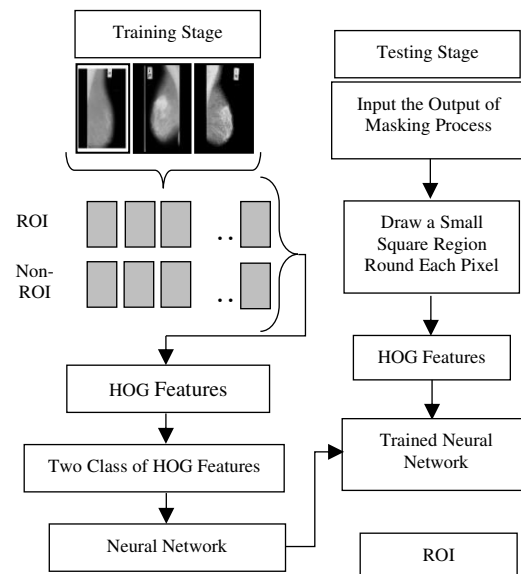 Training Stage
ROI
Non-
ROI
. .
. .
HOG Features
Two Class of HOG Features
Neural Network
Testing Stage
Input the Output of
Masking Process
Draw a Small
Square Region
Round Each Pixel
HOG Features
Trained Neural
Network
ROI